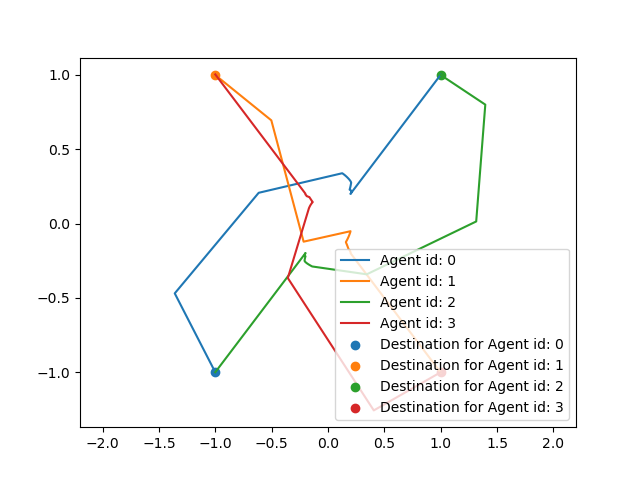 1.0
0.5
0.0
−0.5
−1.0
Agent id: 0
Agent id: 1
Agent id: 2
Agent id: 3
Destination for Agent id: 0
Destination for Agent id: 1
Destination for Agent id: 2
Destination for Agent id: 3
−2.0 −1.5 −1.0 −0.5 0.0 0.5 1.0 1.5 2.0